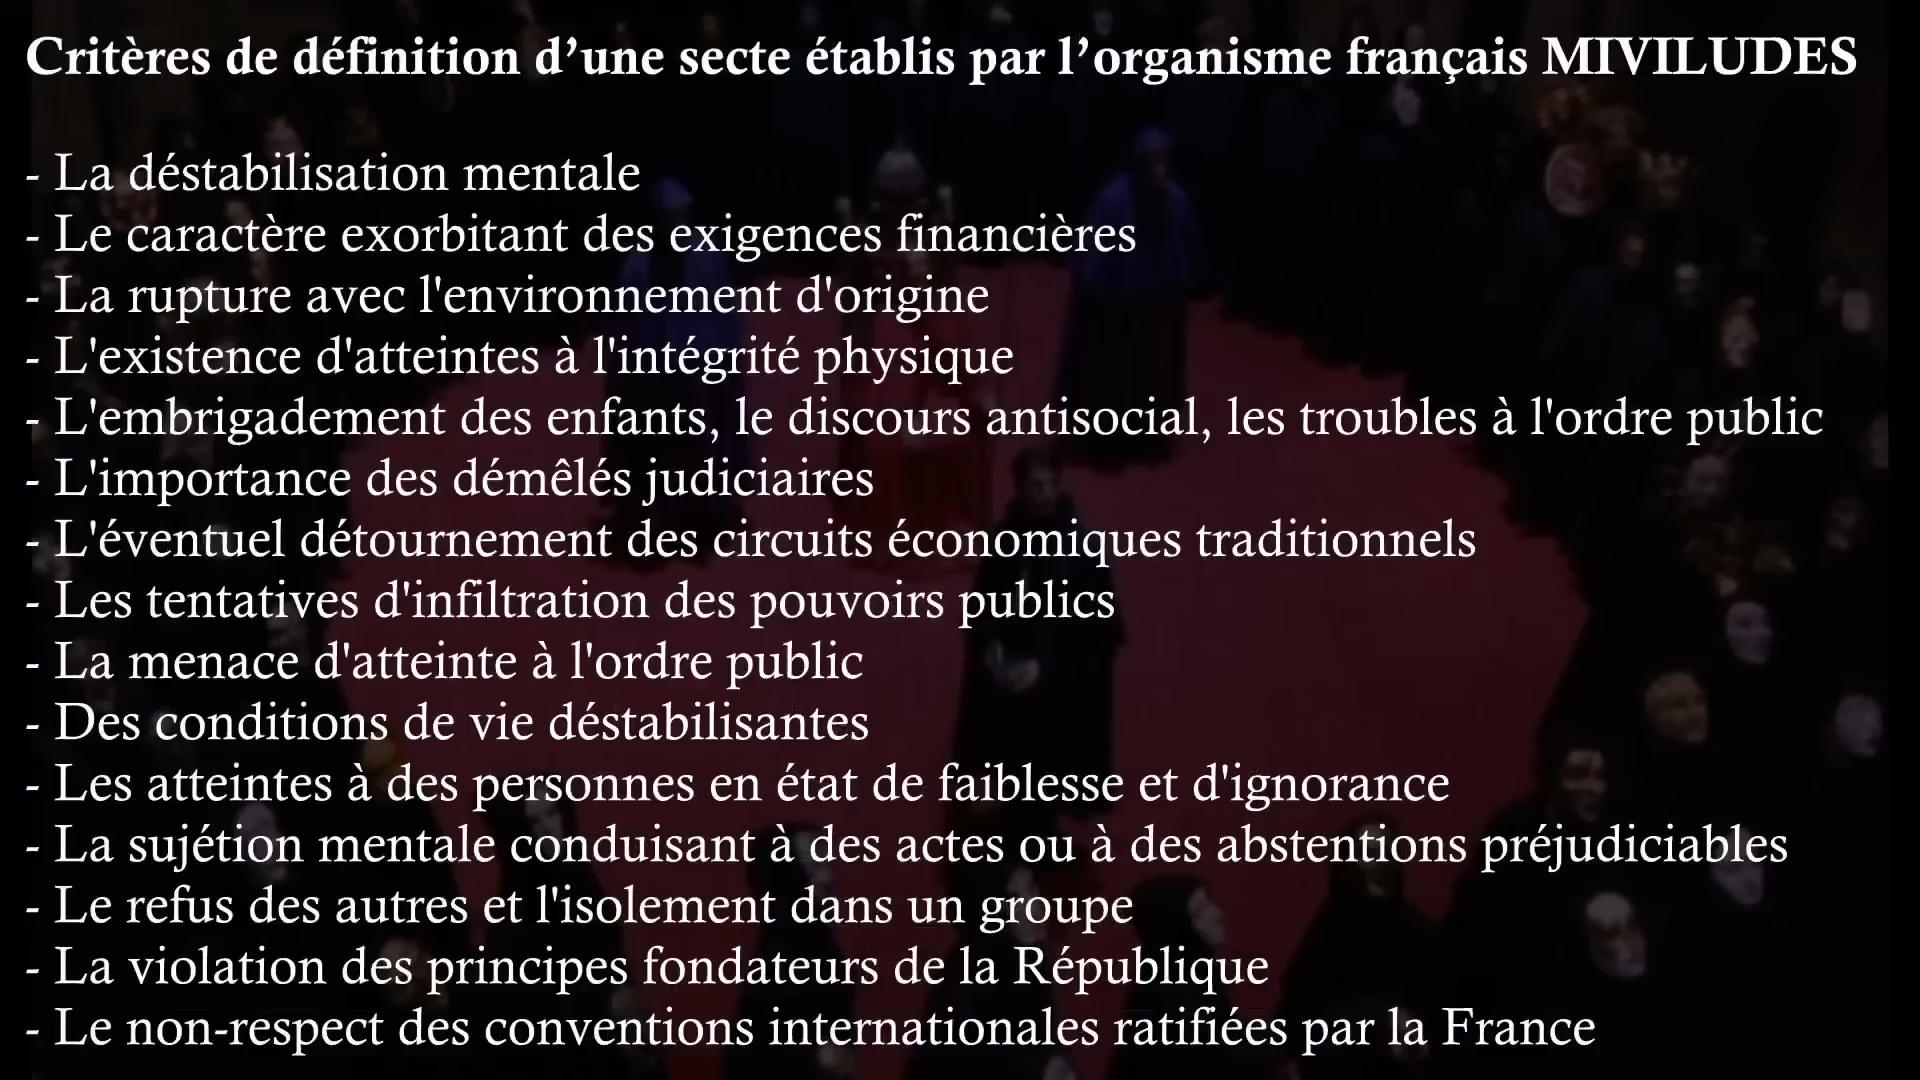 Critères de définition d’une secte établis par l’organisme français MIVILUDES
- La déstabilisation mentale
- Le caractère exorbitant des exigences financières
- La rupture avec l'environnement d'origine
- L'existence d'atteintes à l'intégrité physique
- L'embrigadement des enfants, le discours antisocial, les troubles à l'ordre public
- L'importance des démêlés judiciaires
- L'éventuel détournement des circuits économiques traditionnels
- Les tentatives d'infiltration des pouvoirs publics
- La menace d'atteinte à l'ordre public
- Des conditions de vie déstabilisantes
- Les atteintes à des personnes en état de faiblesse et d'ignorance
- La sujétion mentale conduisant à des actes ou à des abstentions préjudiciables
- Le refus des autres et l'isolement dans un groupe
- La violation des principes fondateurs de la République
- Le non-respect des conventions internationales ratifiées par la France